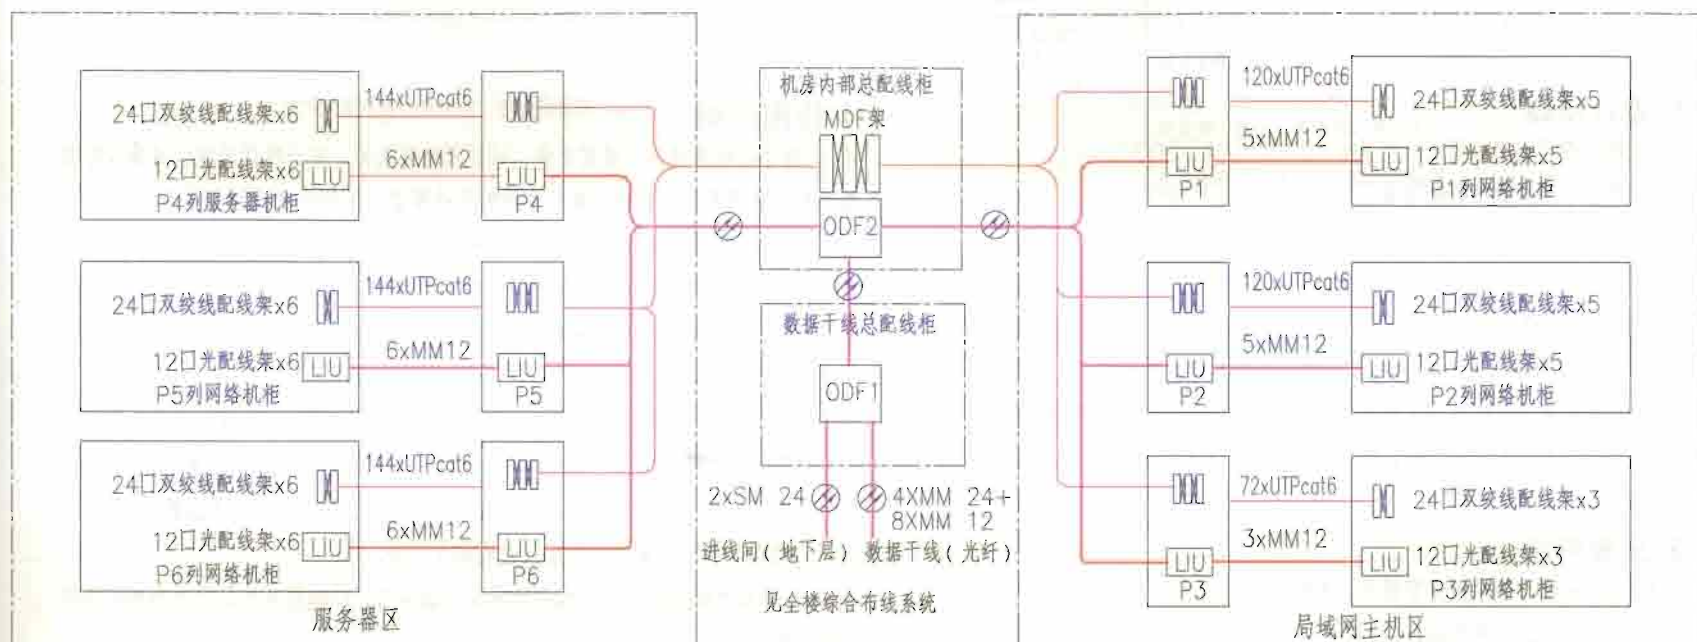 24口双绞线配线架x6
144xUTPcat6
12口光配线架x6
LIU
6xMM12
LIU
P4列服务器机柜
P4
24口双绞线配线架x6
144xUTPcat6
12口光配线架x6
LIU
6xMM12
LIU
P5列网络机柜
P5
24口双绞线配线架x6
144xUTPcat6
12口光配线架x6
LIU
6xMM12
LIU
P6列网络机柜
P6
服务器区
机房内部总配线柜
MDF架
ODF2
数据干线总配线柜
ODF1
2xSM 24
4XMM 24+
8XMM 12
进线间(地下层)
数据干线(光纤)
见全楼综合布线系统
120xUTPcat6
24口双绞线配线架x5
5xMM12
LIU
LIU
12口光配线架x5
P1
P1列网络机柜
120xUTPcat6
24口双绞线配线架x5
5xMM12
LIU
LIU
12口光配线架x5
P2
P2列网络机柜
72xUTPcat6
24口双绞线配线架x3
3xMM12
LIU
LIU
12口光配线架x3
P3
P3列网络机柜
局域网主机区